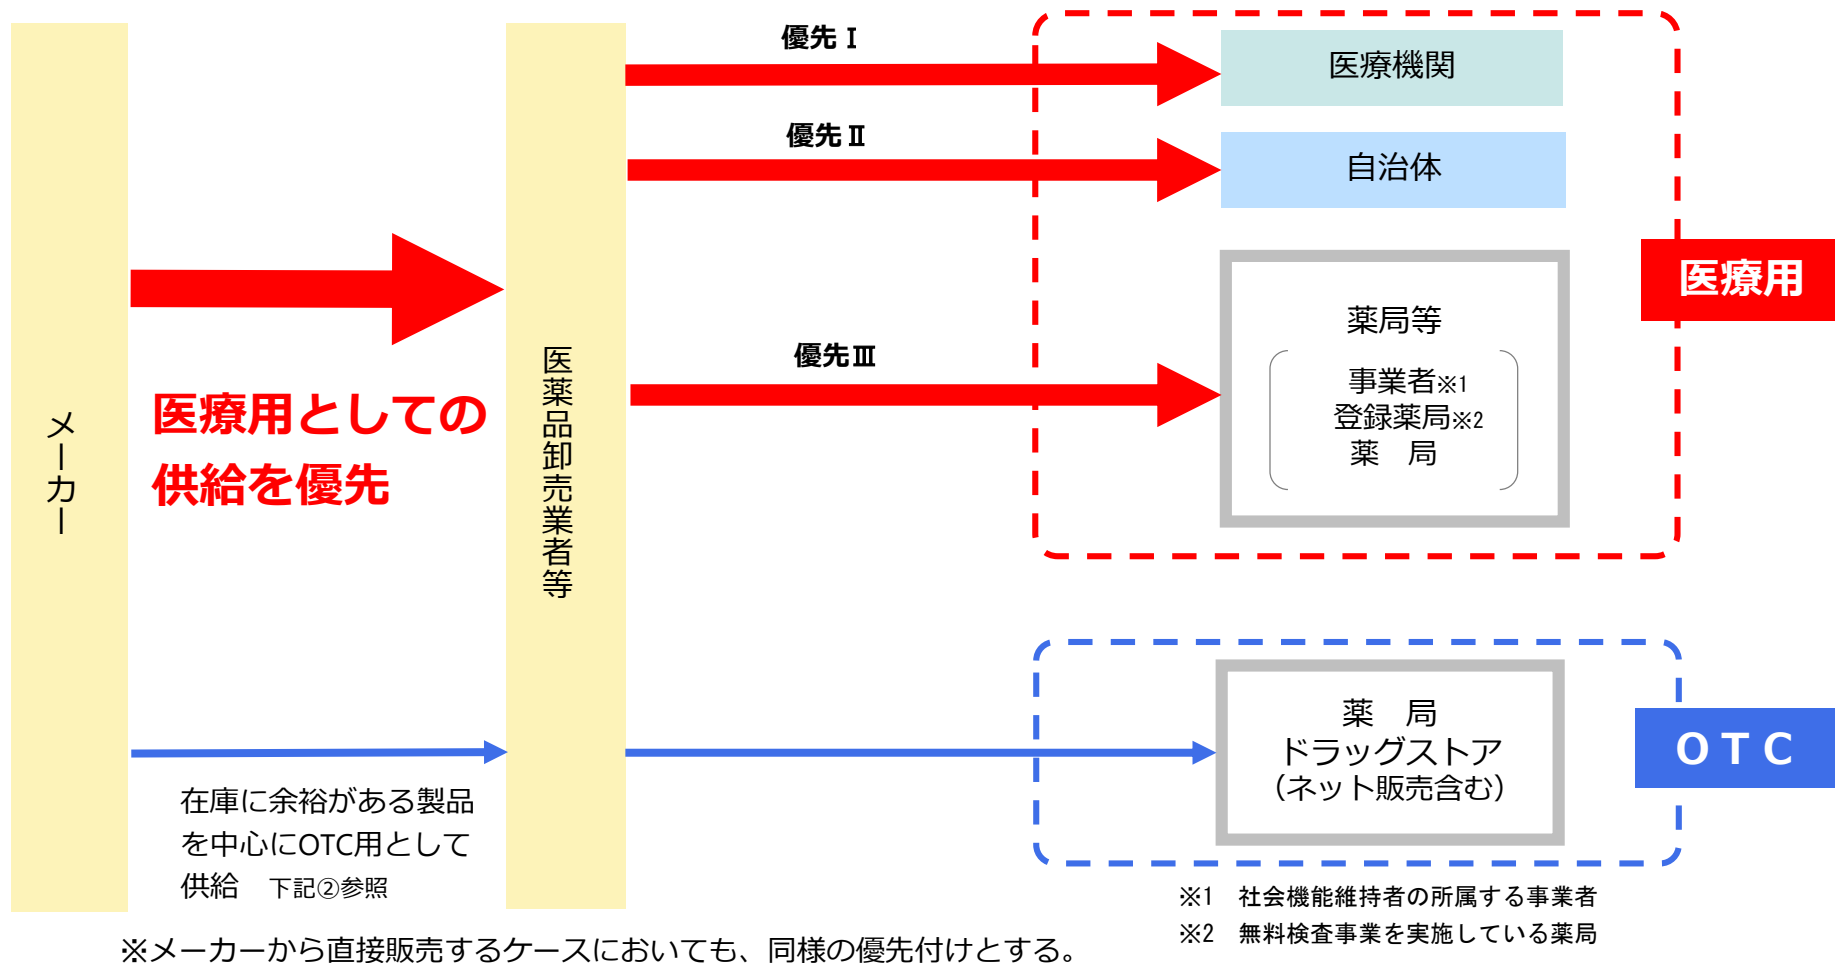 メーカー
医療用としての
供給を優先
在庫に余裕がある製品
を中心にOTC用として
供給　下記②参照
医薬品卸売業者等
優先Ⅰ
優先Ⅱ
優先Ⅲ
医療機関
自治体
薬局等
事業者※1
登録薬局※2
薬　局
医療用
薬　局
ドラッグストア
（ネット販売含む）
ＯＴＣ
※1　社会機能維持者の所属する事業者
※2　無料検査事業を実施している薬局
※メーカーから直接販売するケースにおいても、同様の優先付けとする。